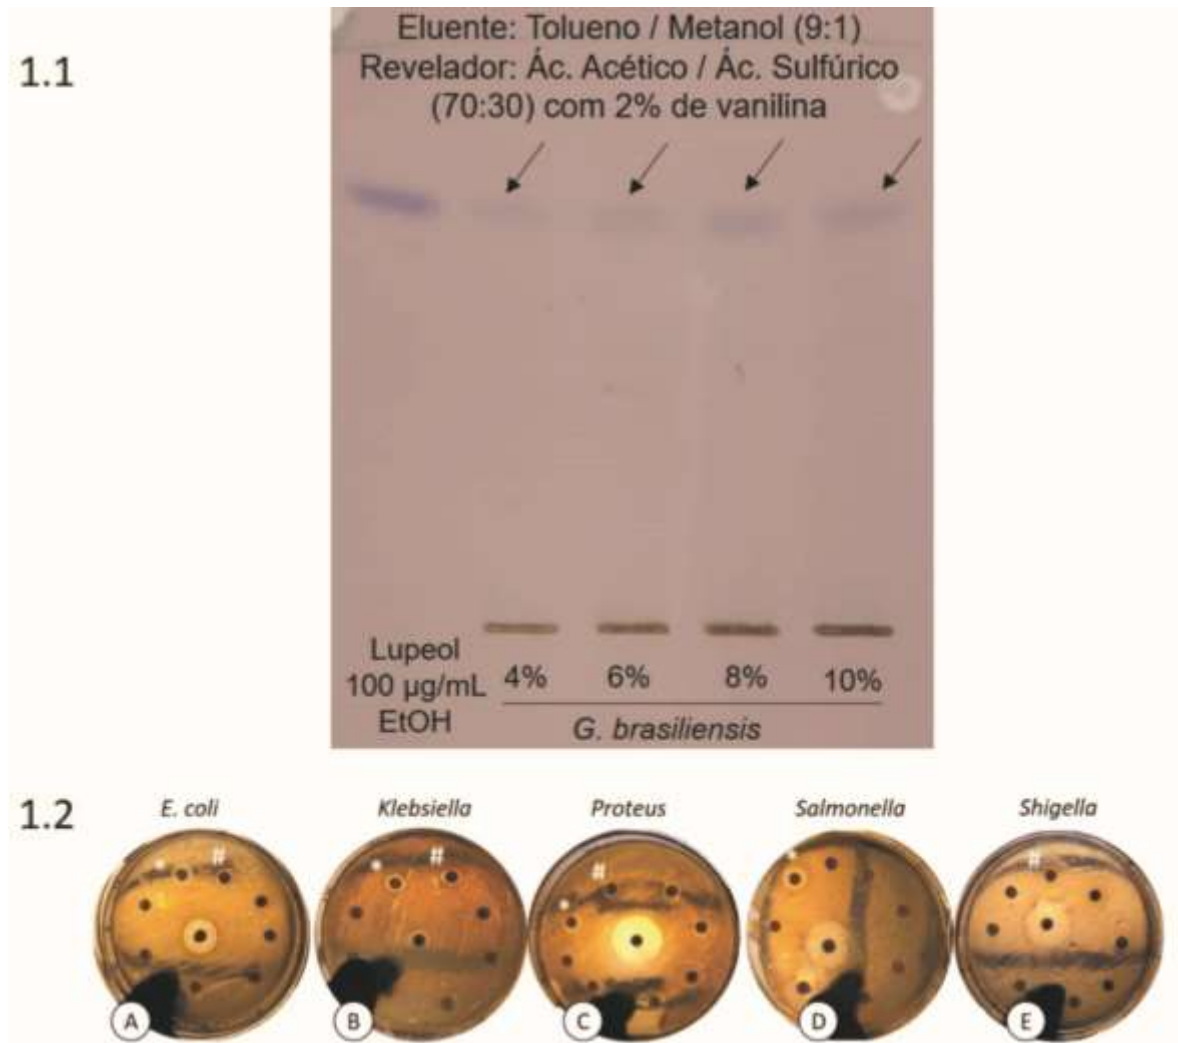 1.1
Eluente: Tolueno / Metanol (9:1)
Revelador: Ác. Acético / Ác. Sulfúrico
(70:30) com 2% de vanilina
Lupeol
100 µg/mL
EtOH
4% 6% 8% 10%
G. brasiliensis
1.2
E. coli Klebsiella Proteus Salmonella Shigella
* # * # # * * #
A B C D E